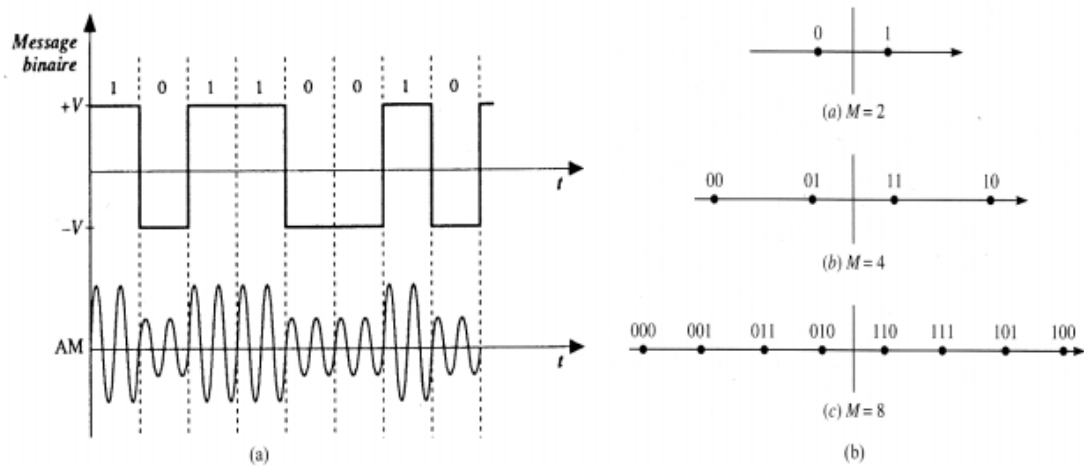 Message
binaire
1 0 1 1 0 0 1 0
+V
t
−V
AM
t
(a)
0 1
(a) M = 2
00 01 11 10
(b) M = 4
000 001 011 010 110 111 101 100
(c) M = 8
(b)